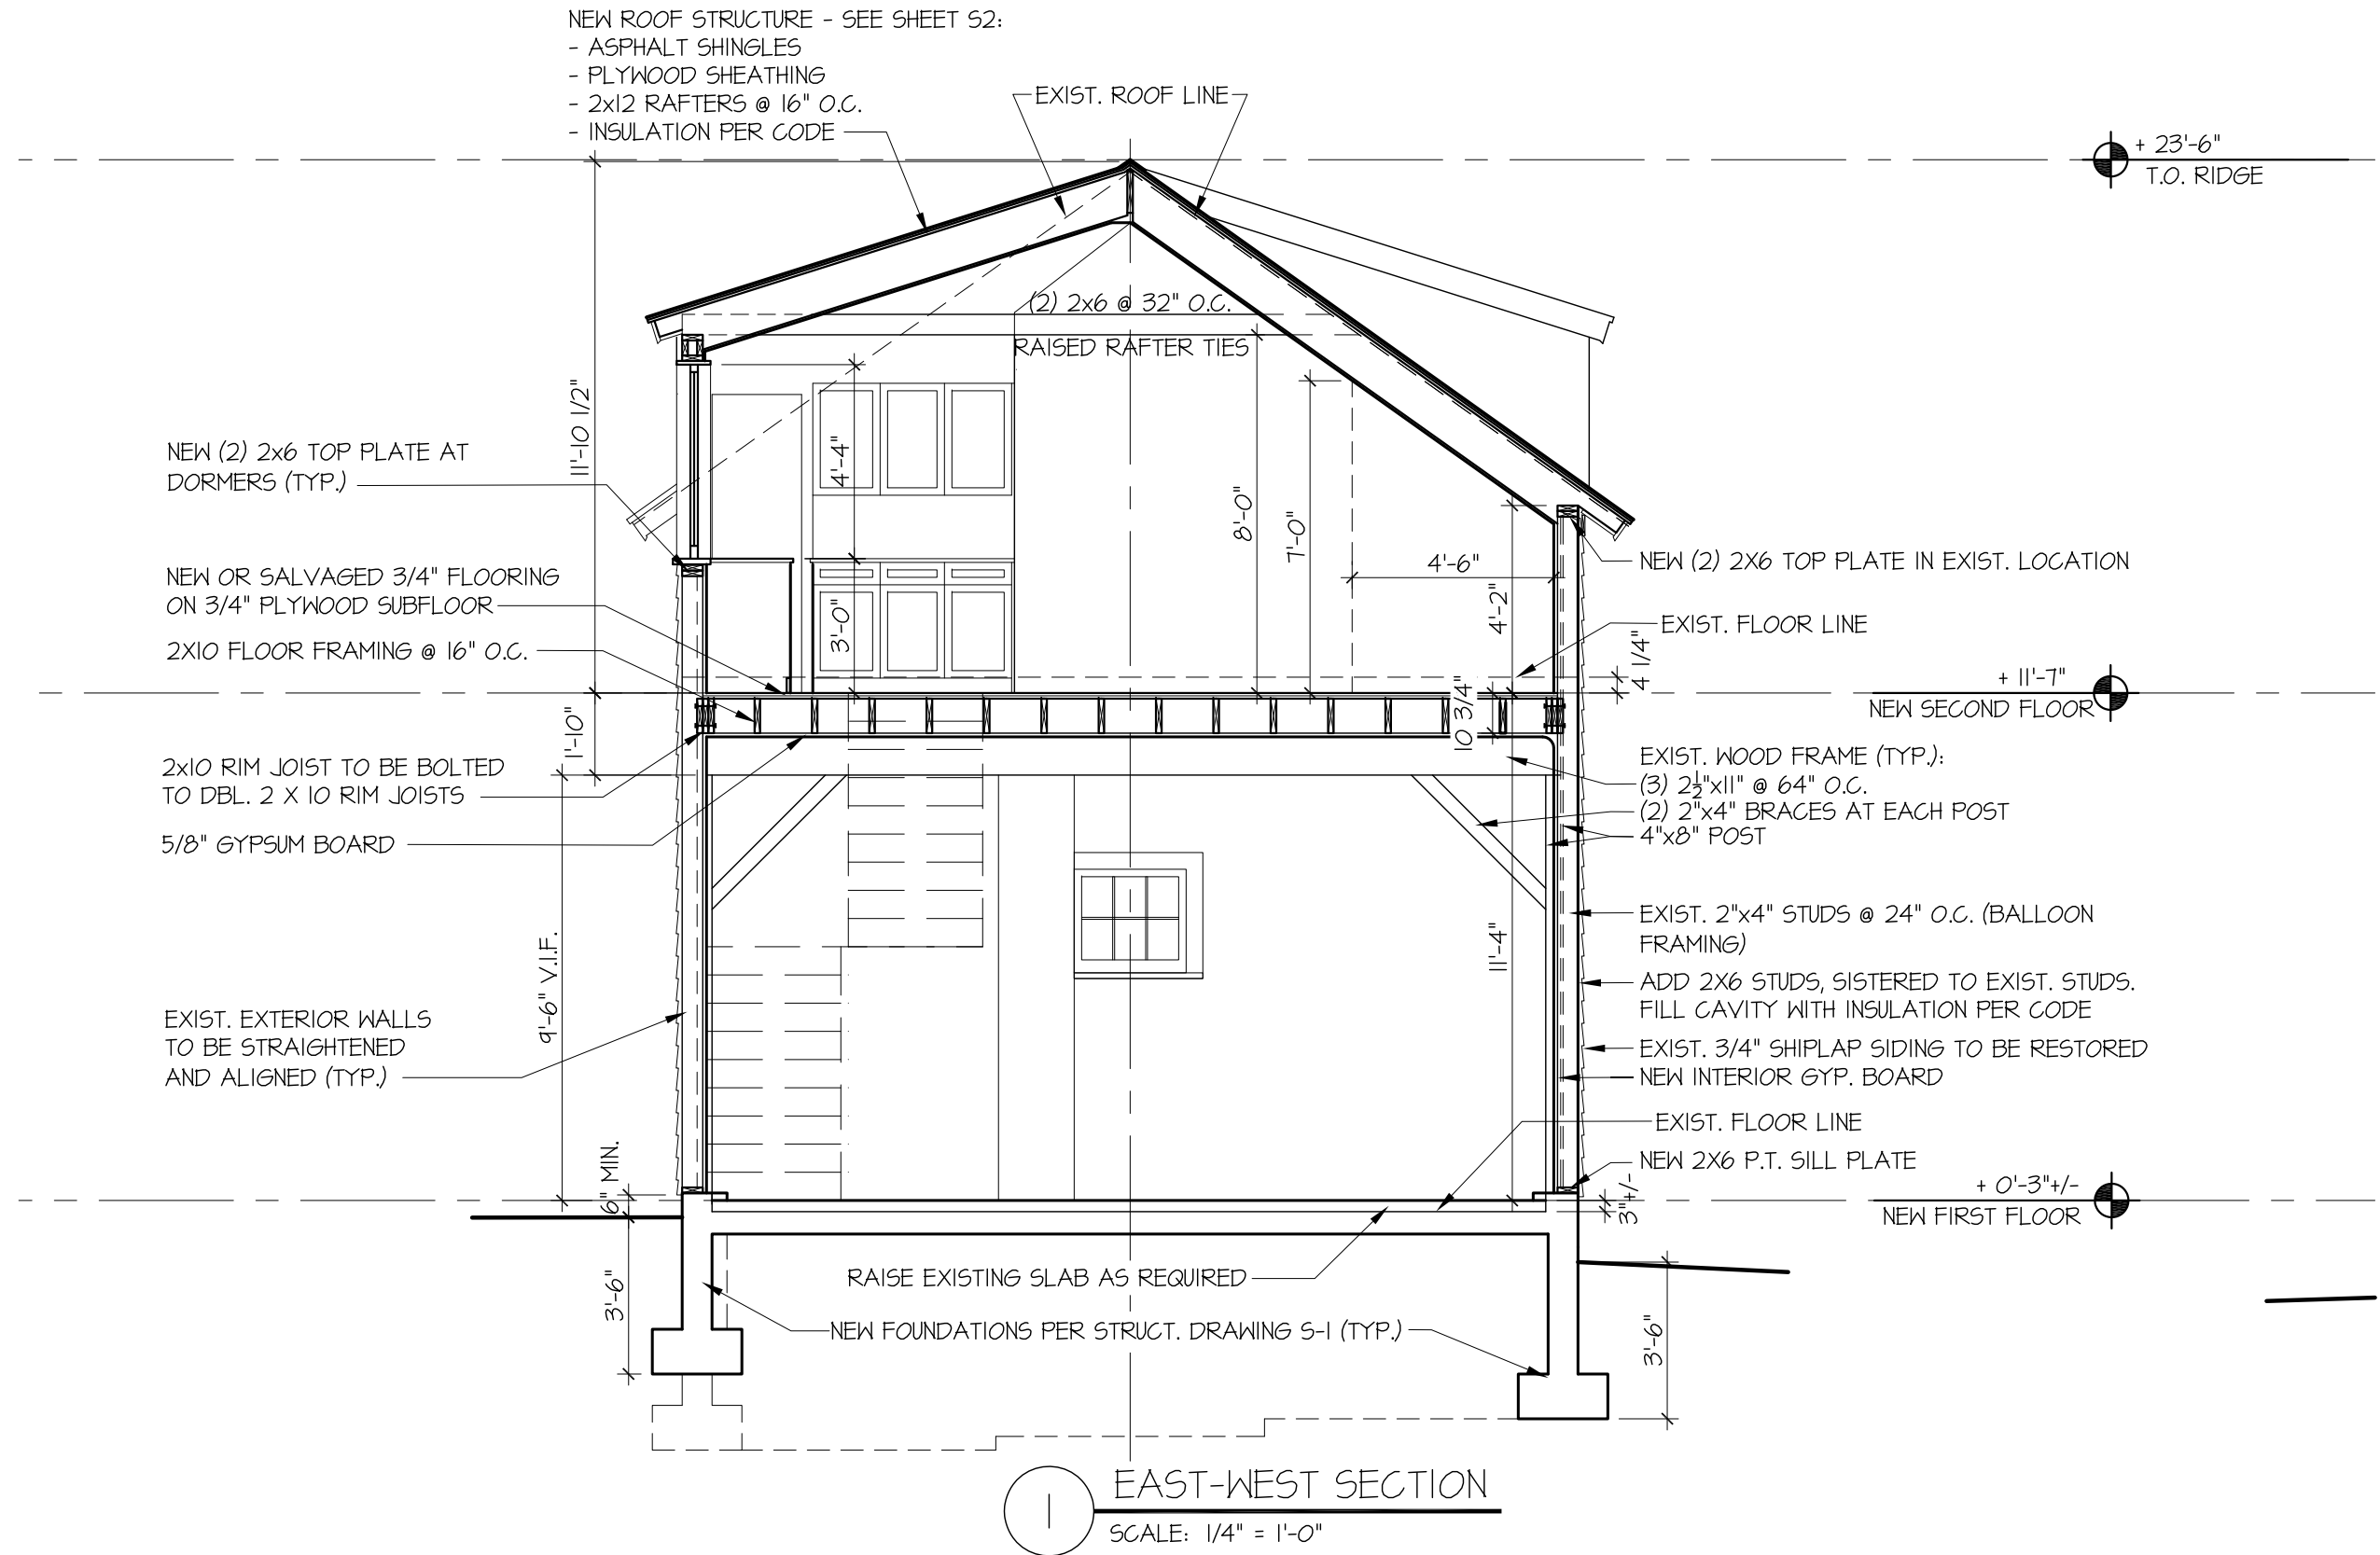 NEW ROOF STRUCTURE - SEE SHEET S2:
- ASPHALT SHINGLES
- PLYWOOD SHEATHING
- 2x12 RAFTERS @ 16" O.C.
- INSULATION PER CODE
EXIST. ROOF LINE
+ 23'-6"
T.O. RIDGE
(2) 2x6 @ 32" O.C.
RAISED RAFTER TIES
11'-10 1/2"
4'-4"
8'-0"
7'-0"
4'-6"
4'-2"
3'-0"
NEW (2) 2x6 TOP PLATE AT
DORMERS (TYP.)
NEW OR SALVAGED 3/4" FLOORING
ON 3/4" PLYWOOD SUBFLOOR
2X10 FLOOR FRAMING @ 16" O.C.
2x10 RIM JOIST TO BE BOLTED
TO DBL. 2 X 10 RIM JOISTS
5/8" GYPSUM BOARD
EXIST. EXTERIOR WALLS
TO BE STRAIGHTENED
AND ALIGNED (TYP.)
NEW (2) 2X6 TOP PLATE IN EXIST. LOCATION
EXIST. FLOOR LINE
4 1/4"
+ 11'-7"
NEW SECOND FLOOR
10 3/4"
1'-10"
EXIST. WOOD FRAME (TYP.):
(3) 2½"x11" @ 64" O.C.
(2) 2"x4" BRACES AT EACH POST
4"x8" POST
EXIST. 2"x4" STUDS @ 24" O.C. (BALLOON
FRAMING)
ADD 2X6 STUDS, SISTERED TO EXIST. STUDS.
FILL CAVITY WITH INSULATION PER CODE
EXIST. 3/4" SHIPLAP SIDING TO BE RESTORED
NEW INTERIOR GYP. BOARD
EXIST. FLOOR LINE
NEW 2X6 P.T. SILL PLATE
9'-6" V.I.F.
11'-4"
6" MIN.
3"+/-
+ 0'-3"+/-
NEW FIRST FLOOR
3'-6"
RAISE EXISTING SLAB AS REQUIRED
NEW FOUNDATIONS PER STRUCT. DRAWING S-1 (TYP.)
3'-6"
1
EAST-WEST SECTION
SCALE: 1/4" = 1'-0"